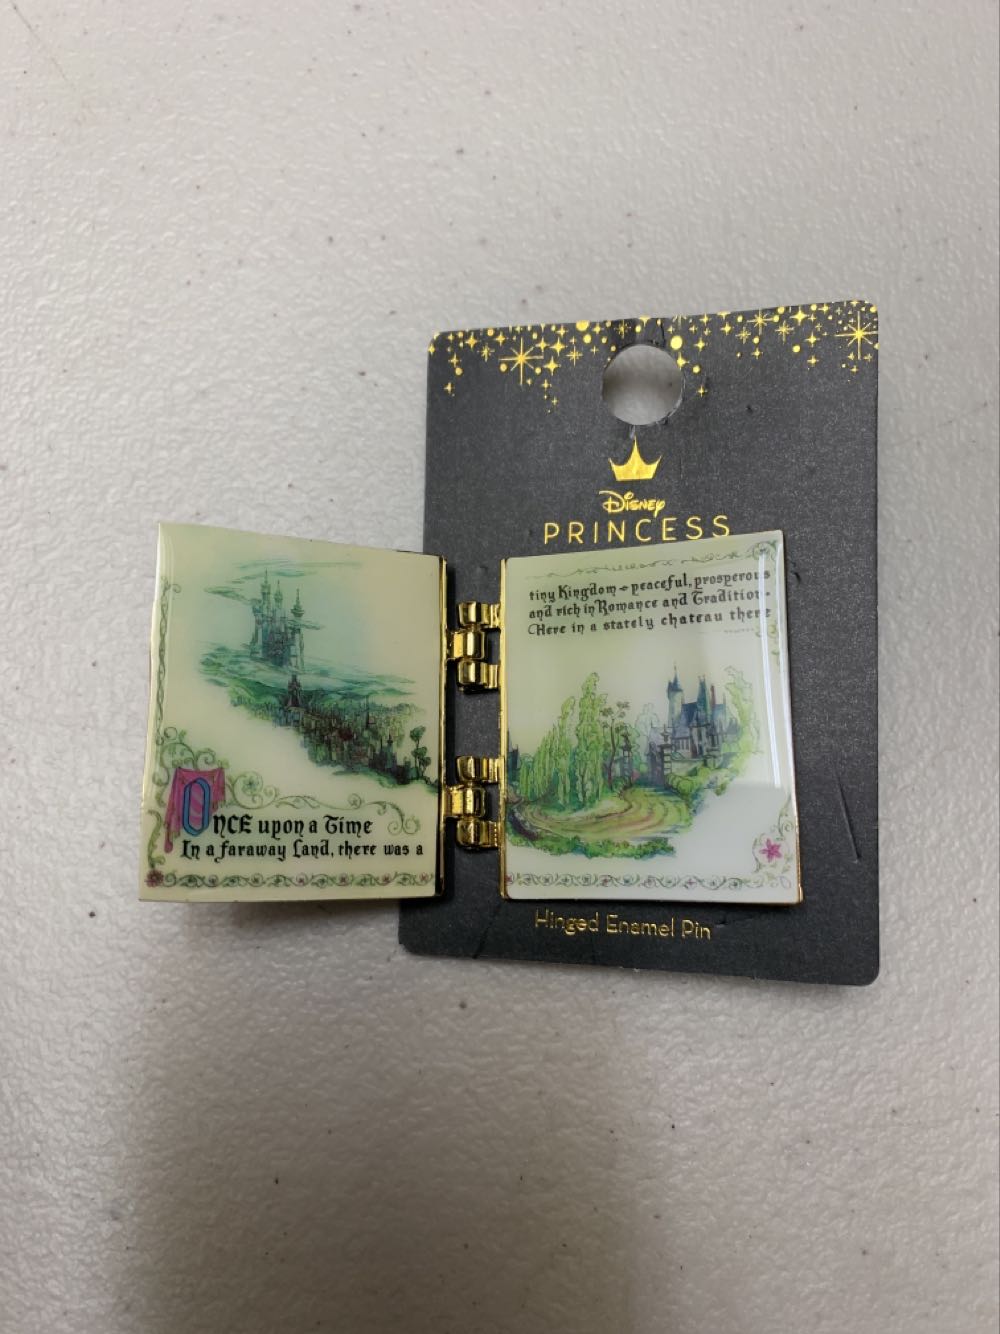 Disney
PRINCESS
ONCE upon a Time
In a faraway Land, there was a
tiny Kingdom - peaceful, prosperous
and rich in Romance and Tradition.
Here in a stately chateau there
Hinged Enamel Pin